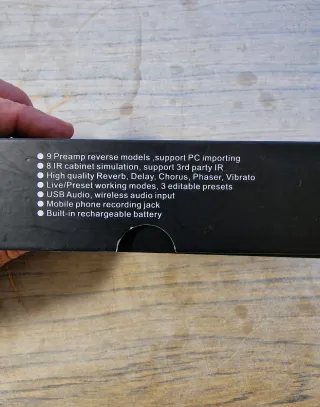 ● 9 Preamp reverse models ,support PC importing
● 8 IR cabinet simulation, support 3rd party IR
● High quality Reverb, Delay, Chorus, Phaser, Vibrato
● Live/Preset working modes, 3 editable presets
● USB Audio, wireless audio input
● Mobile phone recording jack
● Built-in rechargeable battery